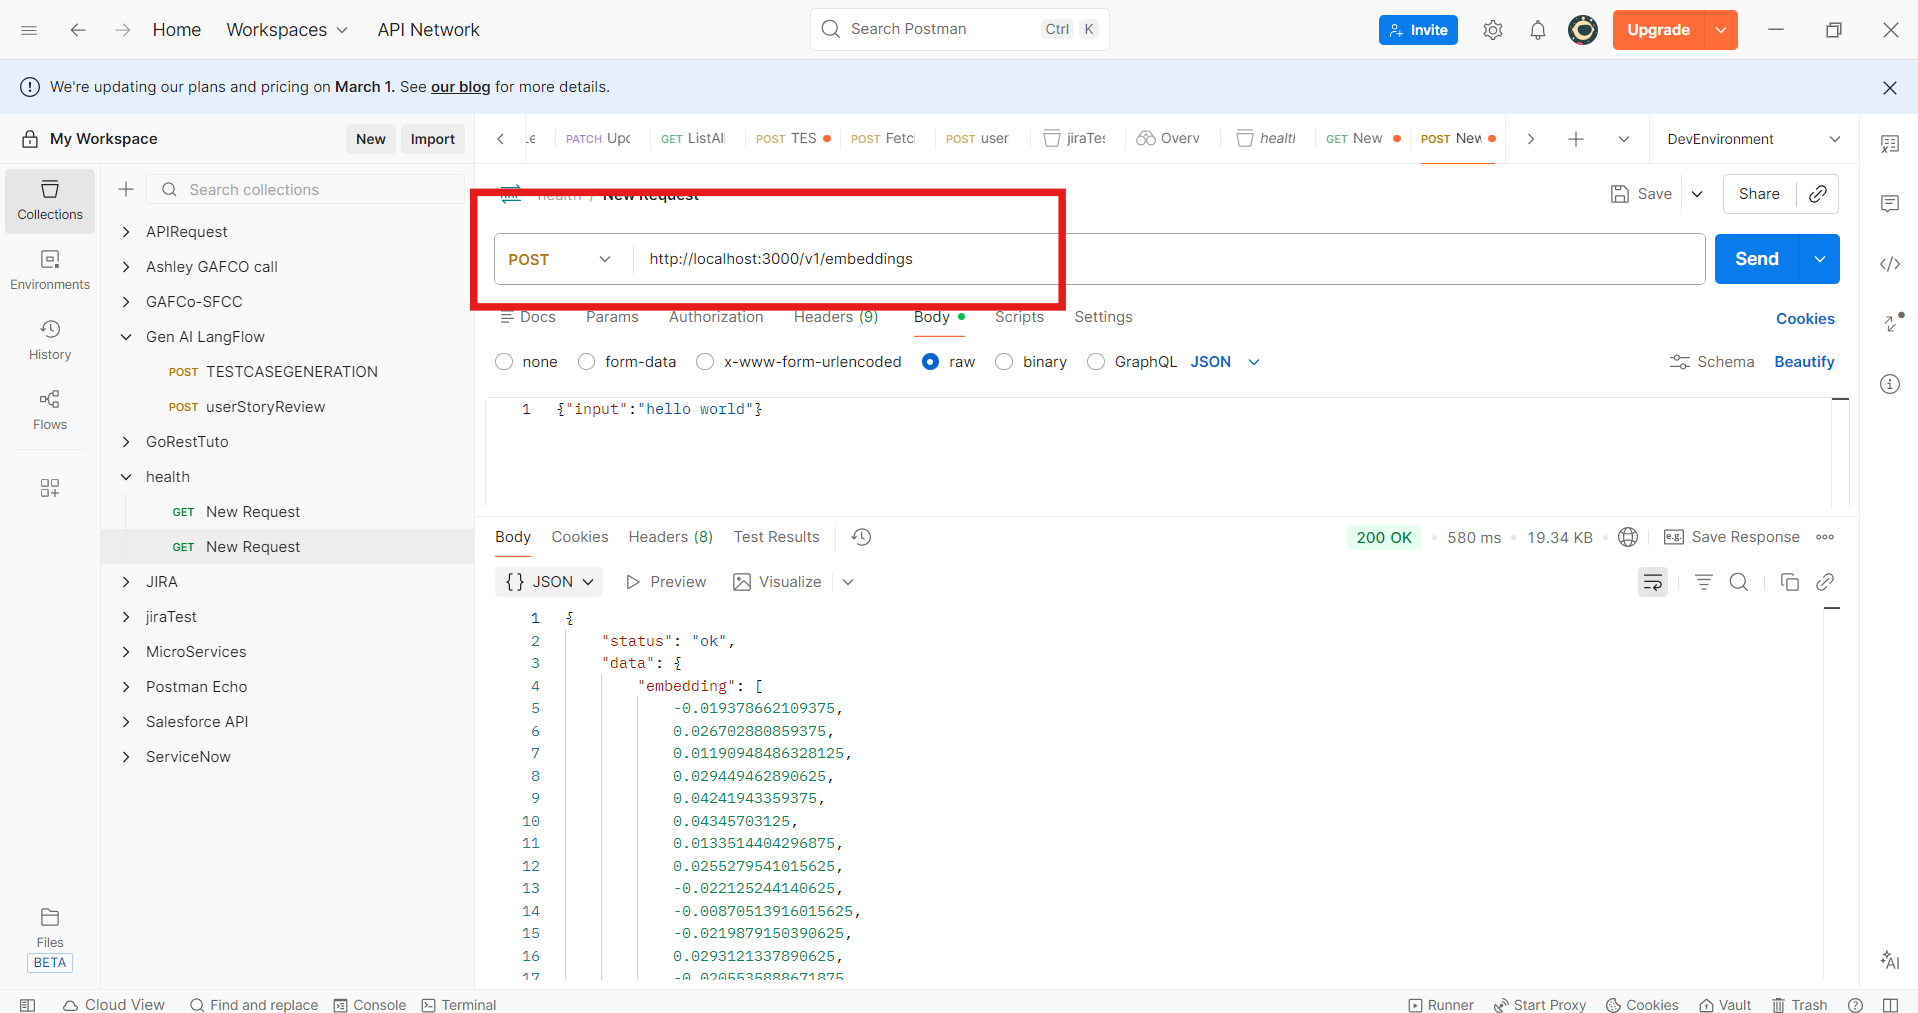 Home Workspaces API Network Search Postman Ctrl K Invite Upgrade
We're updating our plans and pricing on March 1. See our blog for more details.
My Workspace New Import
PATCH Upc GET ListAll POST TES POST Fetc POST user jiraTes Overv healtl GET New POST New DevEnvironment
Collections
Environments
History
Flows
Files
BETA
Search collections
APIRequest
Ashley GAFCO call
GAFCo-SFCC
Gen AI LangFlow
POST TESTCASEGENERATION
POST userStoryReview
GoRestTuto
health
GET New Request
GET New Request
JIRA
jiraTest
MicroServices
Postman Echo
Salesforce API
ServiceNow
health / New Request Save Share
POST http://localhost:3000/v1/embeddings Send
Docs Params Authorization Headers (9) Body Scripts Settings Cookies
none form-data x-www-form-urlencoded raw binary GraphQL JSON Schema Beautify
1 {"input":"hello world"}
Body Cookies Headers (8) Test Results 200 OK 580 ms 19.34 KB e.g. Save Response
{} JSON Preview Visualize
1 {
2 "status": "ok",
3 "data": {
4 "embedding": [
5 -0.019378662109375,
6 0.026702880859375,
7 0.01190948486328125,
8 0.029449462890625,
9 0.04241943359375,
10 0.04345703125,
11 0.0133514404296875,
12 0.0255279541015625,
13 -0.022125244140625,
14 -0.00870513916015625,
15 -0.0219879150390625,
16 0.0293121337890625,
17 -0.0205535888671875
Cloud View Find and replace Console Terminal Runner Start Proxy Cookies Vault Trash